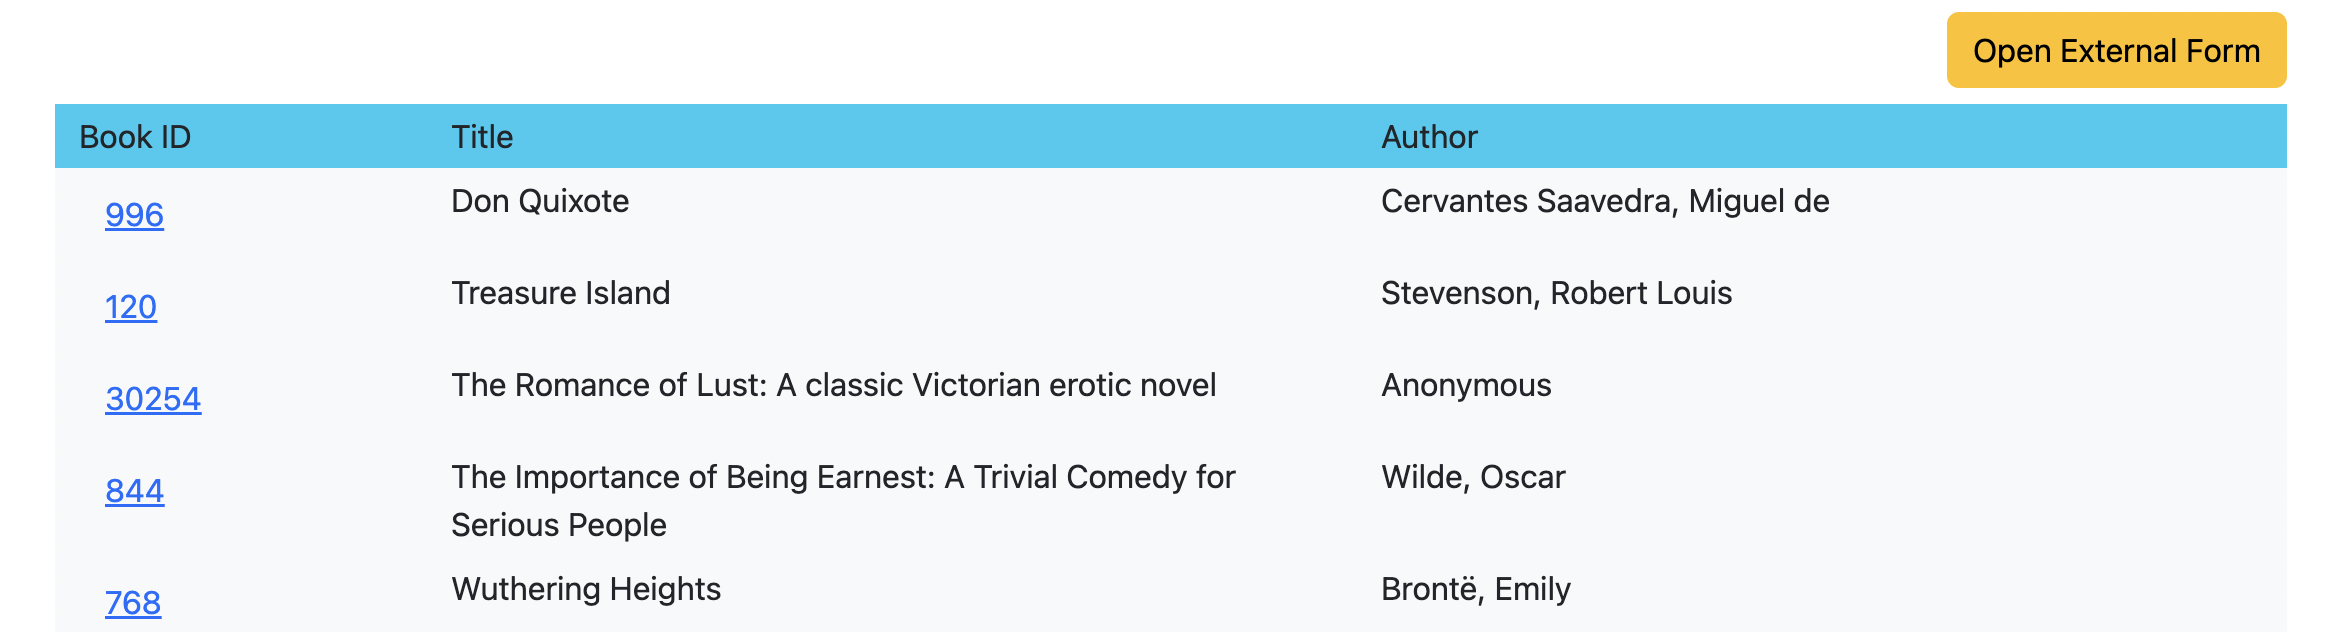 Open External Form
Book ID Title Author
996 Don Quixote Cervantes Saavedra, Miguel de
120 Treasure Island Stevenson, Robert Louis
30254 The Romance of Lust: A classic Victorian erotic novel Anonymous
844 The Importance of Being Earnest: A Trivial Comedy for Wilde, Oscar
Serious People
768 Wuthering Heights Brontë, Emily